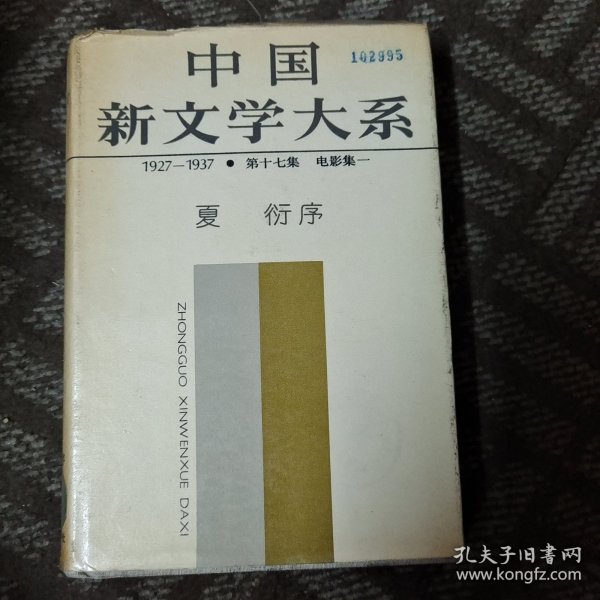 中国
102995
新文学大系
1927—1937 ● 第十七集 电影集一
夏 衍序
ZHONGGUO XINWENXUE DAXI
孔夫子旧书网
www.kongfz.com